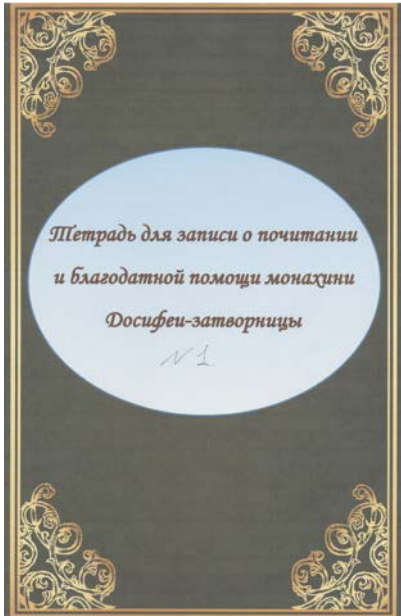 Тетрадь для записи о почитании
и благодатной помощи монахини
Досифеи-затворницы
N 1